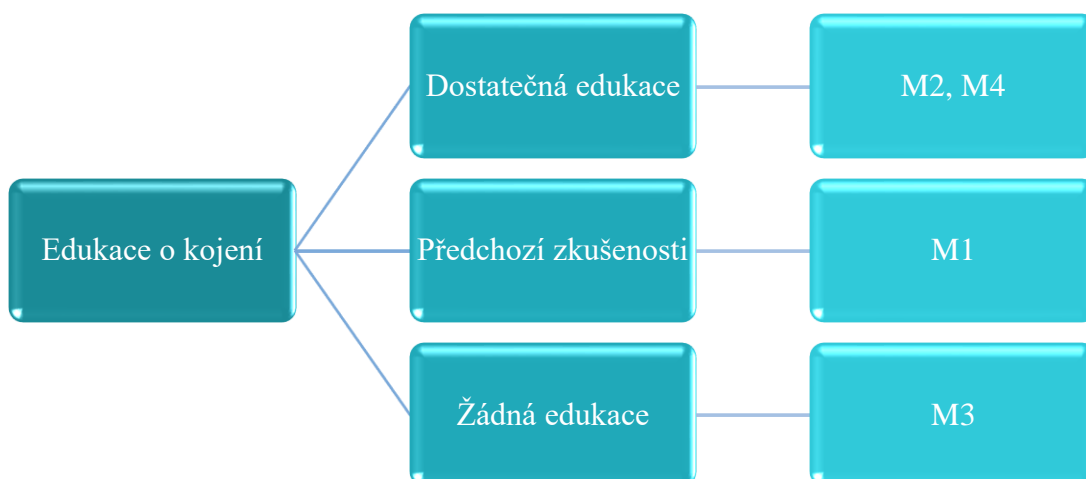 Edukace o kojení
Dostatečná edukace
M2, M4
Předchozí zkušenosti
M1
Žádná edukace
M3